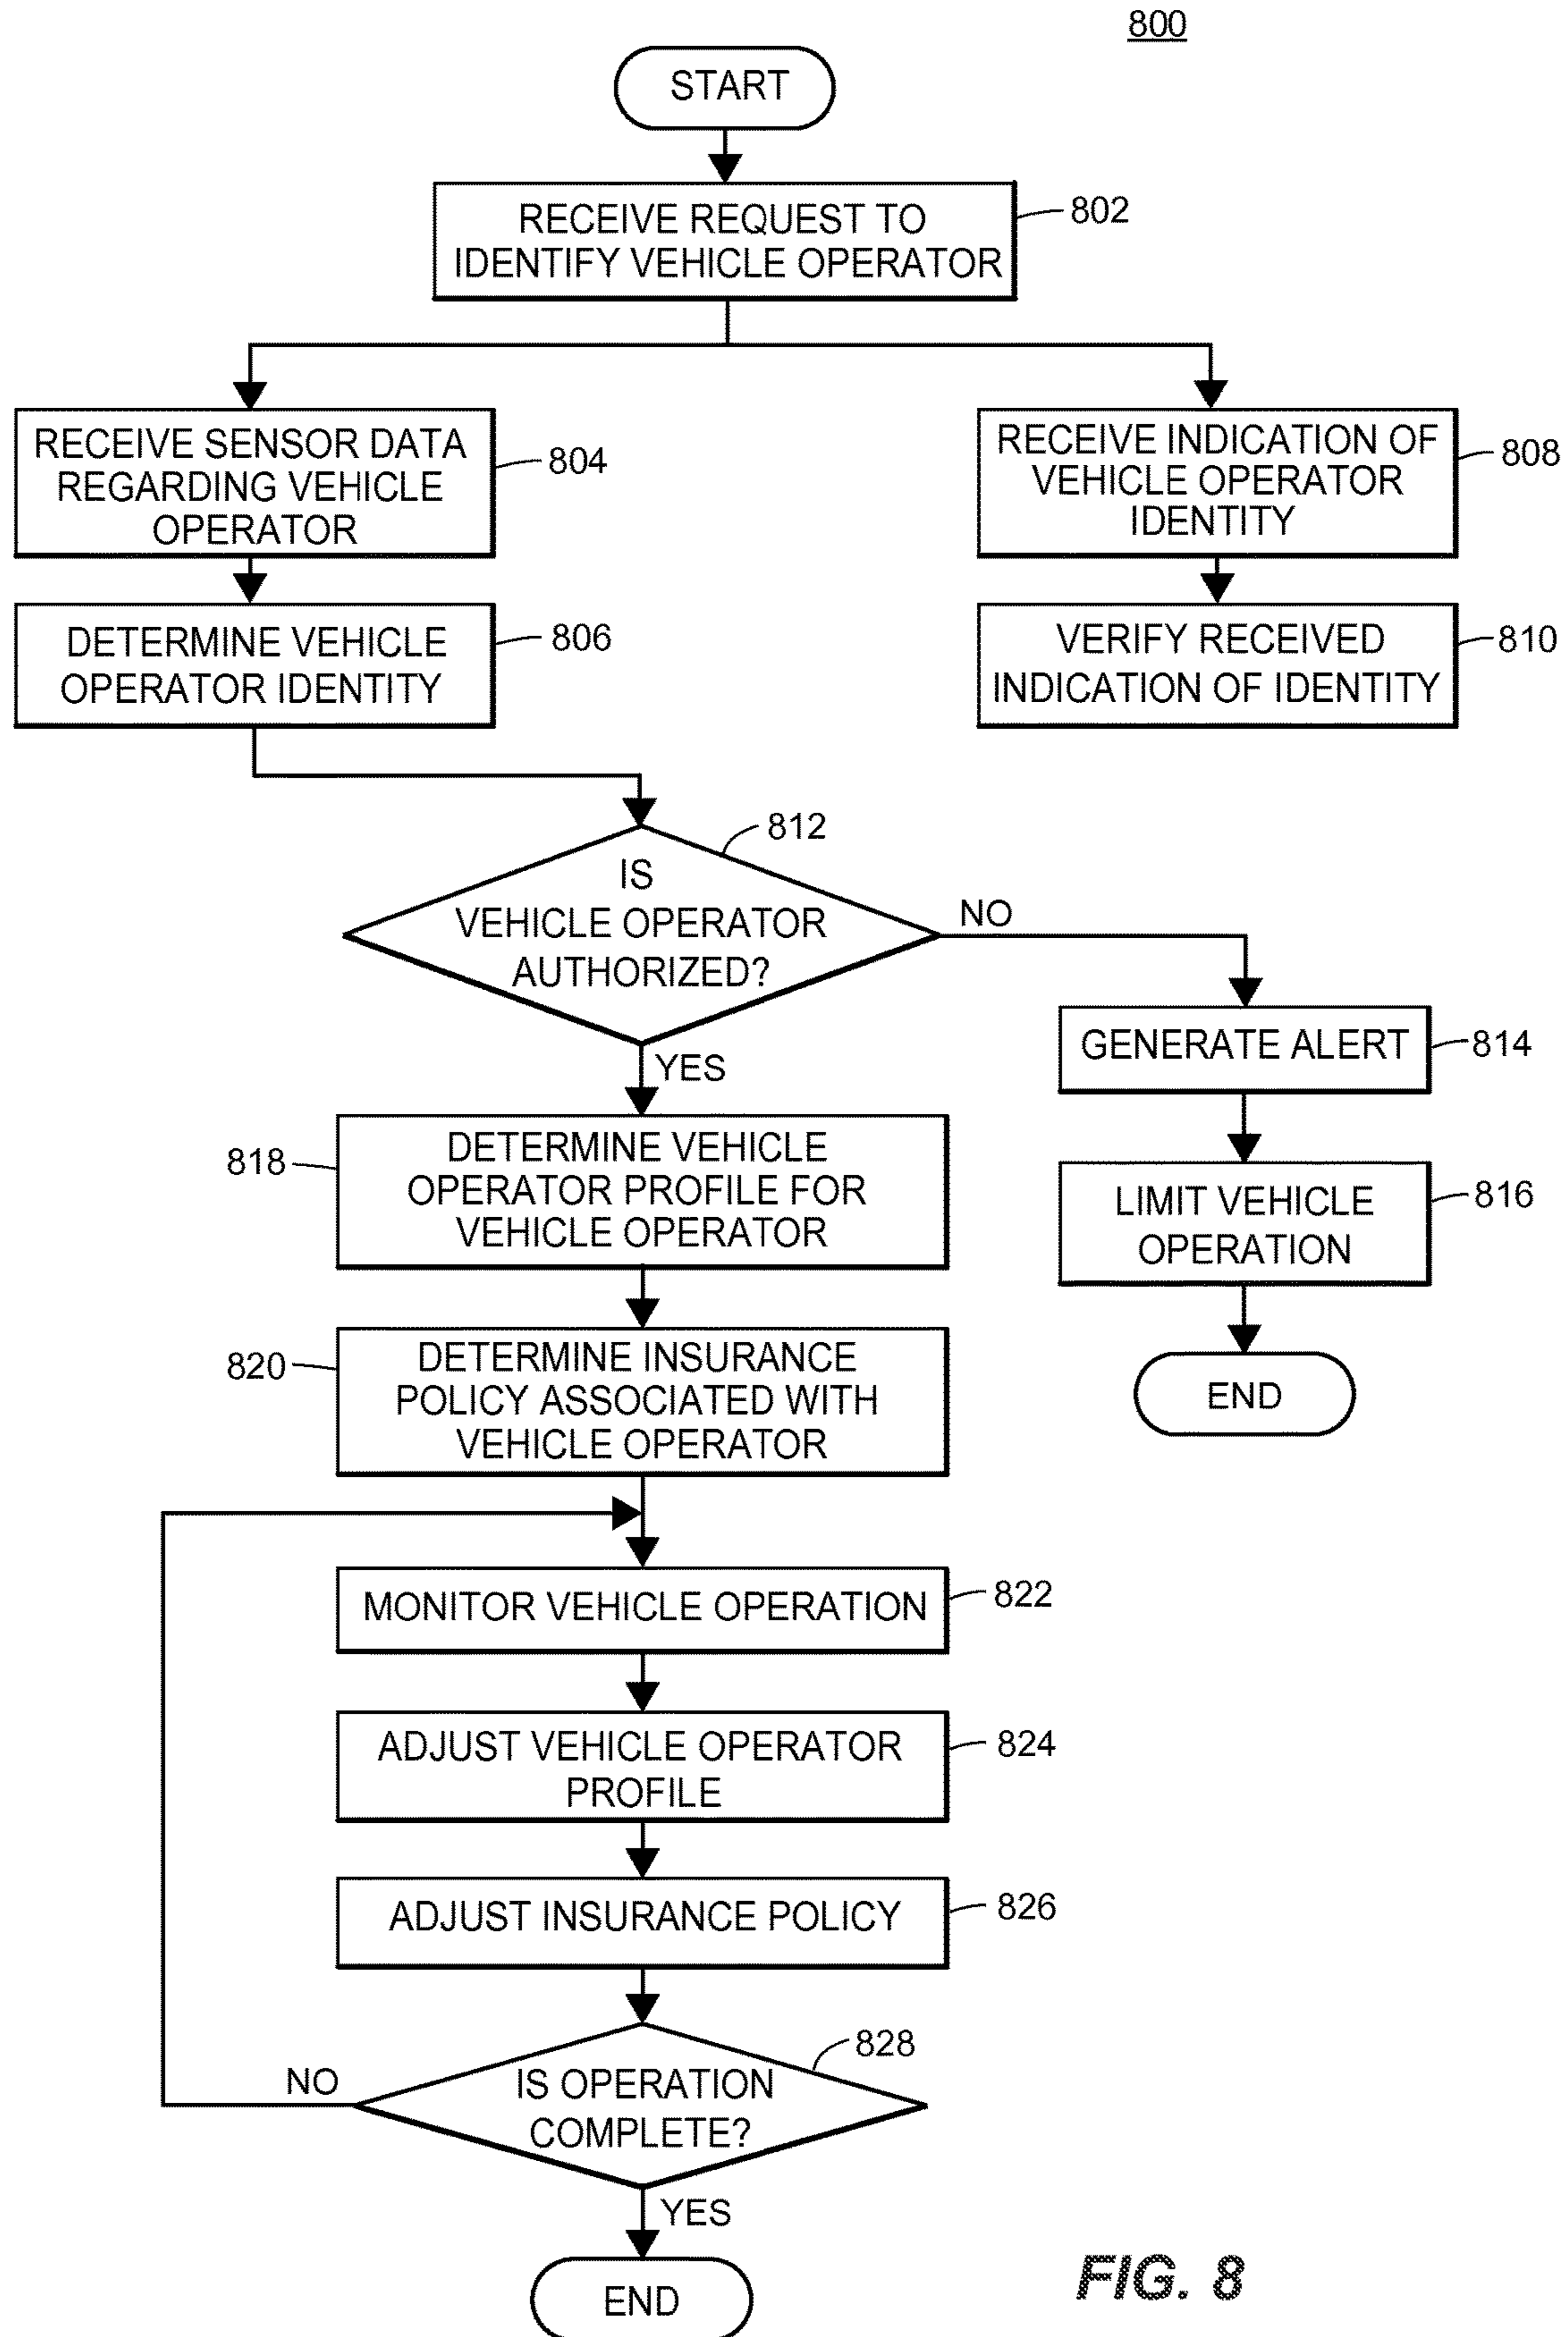 800
START
RECEIVE REQUEST TO
IDENTIFY VEHICLE OPERATOR
802
RECEIVE SENSOR DATA
REGARDING VEHICLE
OPERATOR
804
RECEIVE INDICATION OF
VEHICLE OPERATOR
IDENTITY
808
DETERMINE VEHICLE
OPERATOR IDENTITY
806
VERIFY RECEIVED
INDICATION OF IDENTITY
810
812
IS
VEHICLE OPERATOR
AUTHORIZED?
NO
YES
GENERATE ALERT
814
818
DETERMINE VEHICLE
OPERATOR PROFILE FOR
VEHICLE OPERATOR
LIMIT VEHICLE
OPERATION
816
820
DETERMINE INSURANCE
POLICY ASSOCIATED WITH
VEHICLE OPERATOR
END
MONITOR VEHICLE OPERATION
822
ADJUST VEHICLE OPERATOR
PROFILE
824
ADJUST INSURANCE POLICY
826
828
IS OPERATION
COMPLETE?
NO
YES
END
FIG. 8